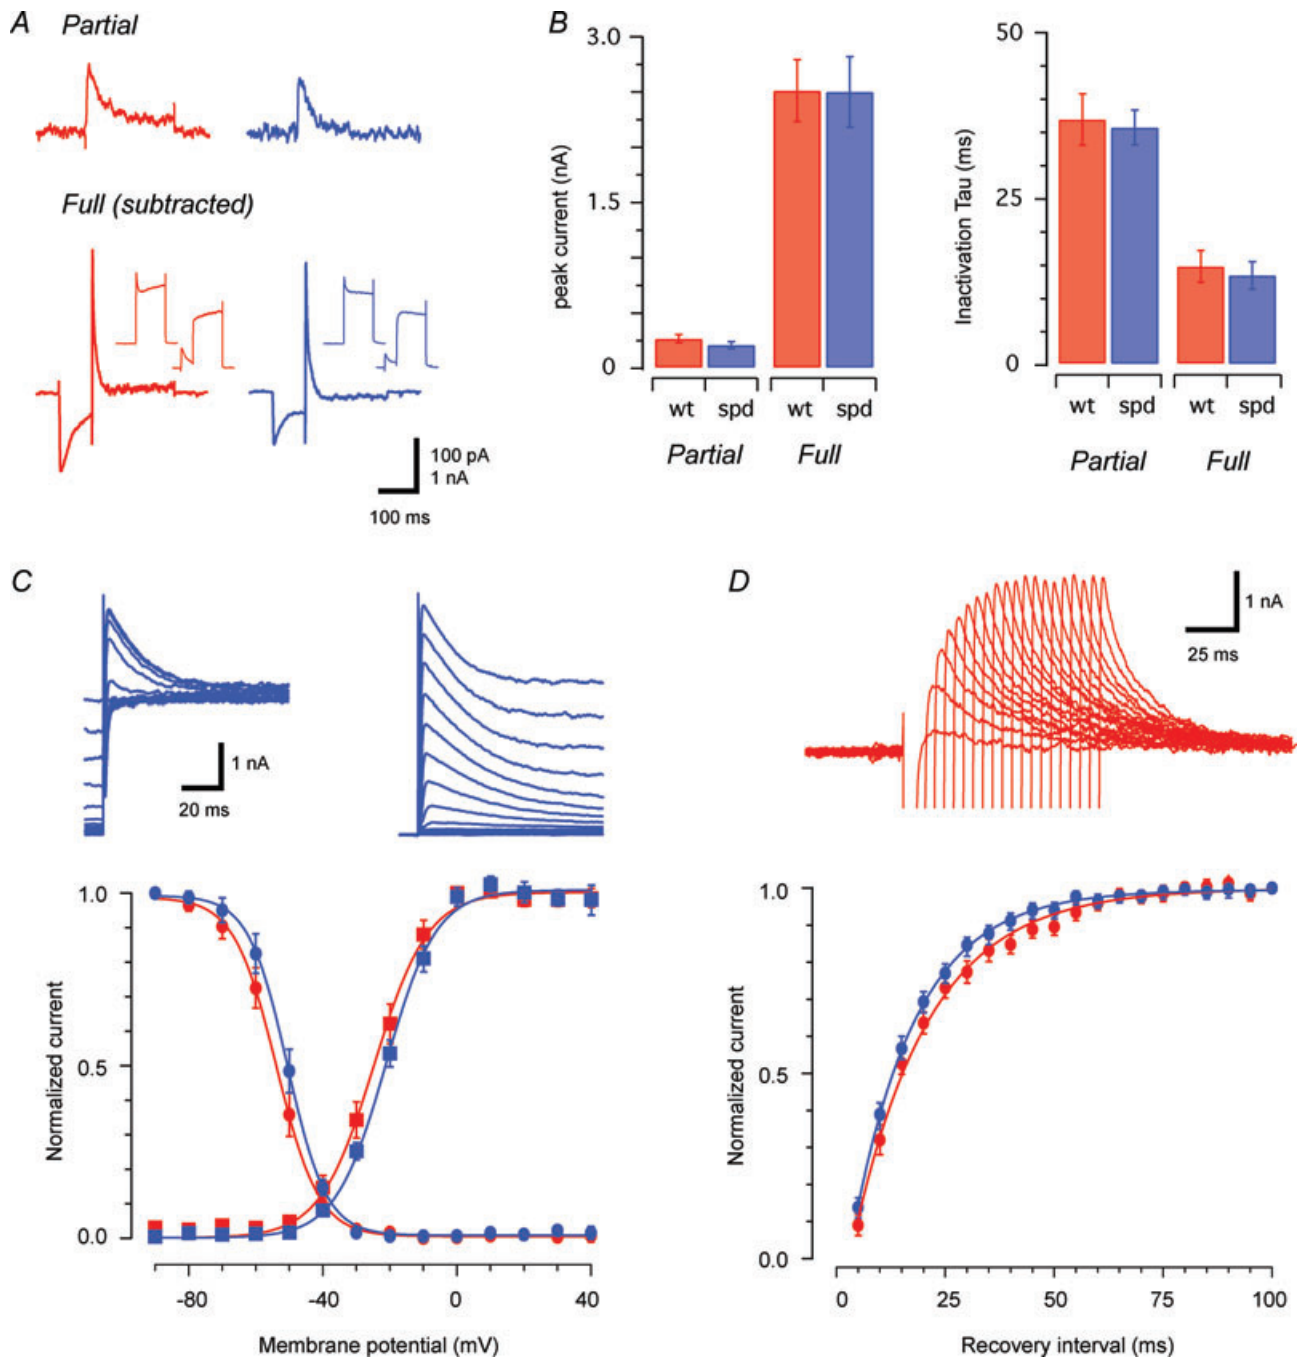 A Partial
Full (subtracted)
100 pA
1 nA
100 ms
B
3.0
1.5
0
peak current (nA)
wt spd wt spd
Partial Full
50
25
0
Inactivation Tau (ms)
wt spd wt spd
Partial Full
C
1 nA
20 ms
1.0
0.5
0.0
Normalized current
-80 -40 0 40
Membrane potential (mV)
D
1 nA
25 ms
1.0
0.5
0.0
Normalized current
0 25 50 75 100
Recovery interval (ms)